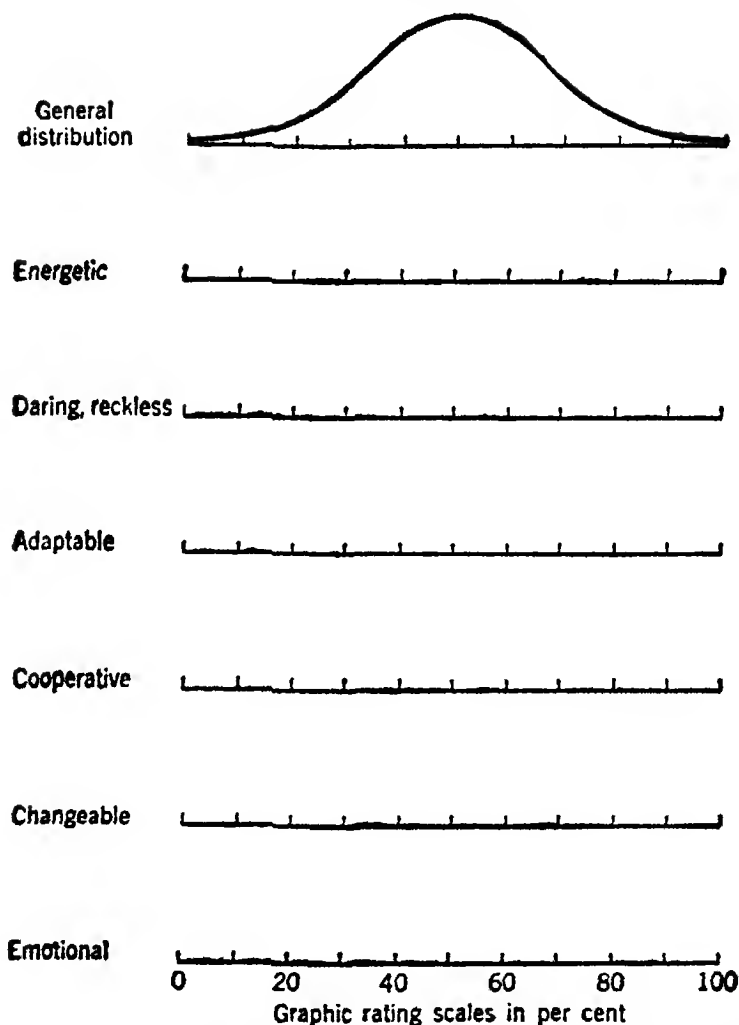 General
distribution
Energetic
Daring, reckless
Adaptable
Cooperative
Changeable
Emotional
0 20 40 60 80 100
Graphic rating scales in per cent